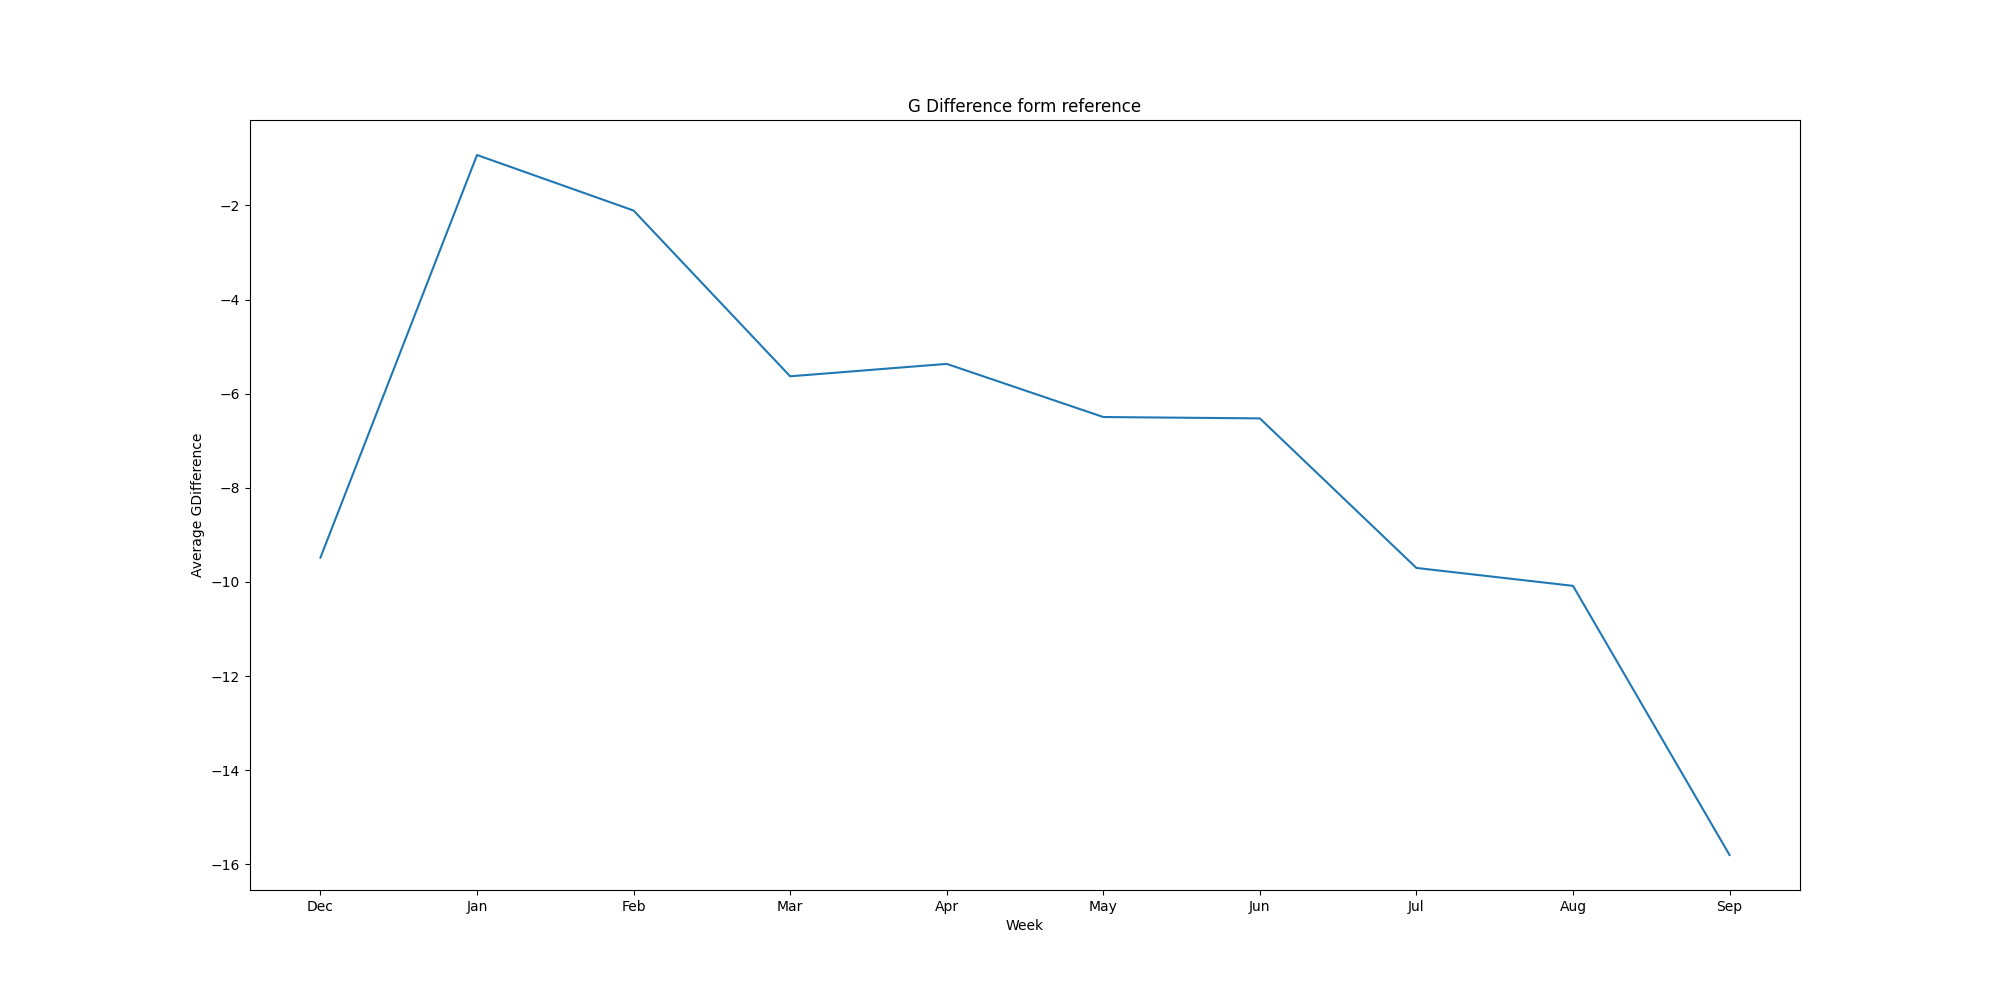 G Difference form reference
Average GDifference
−2
−4
−6
−8
−10
−12
−14
−16
Dec Jan Feb Mar Apr May Jun Jul Aug Sep
Week